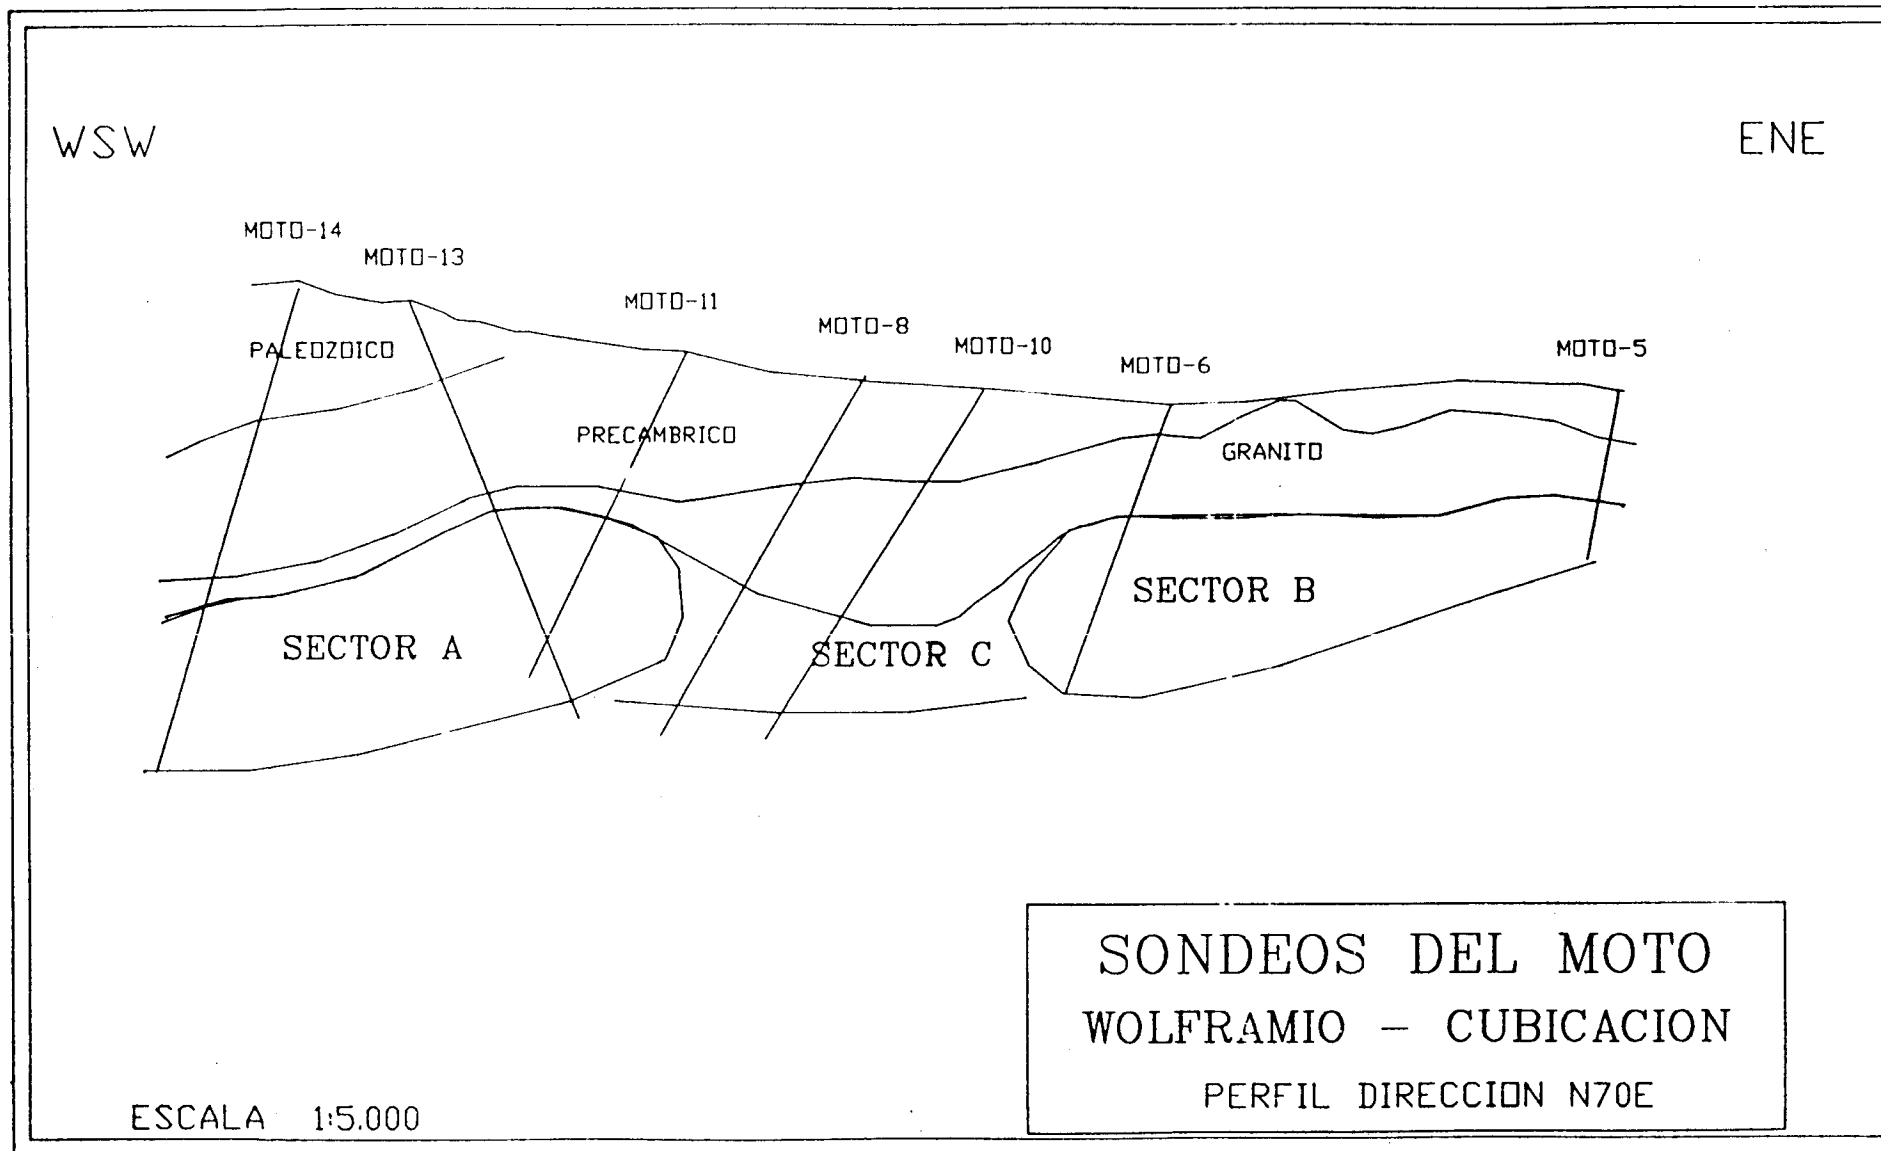 WSW
ENE
MOTO-14
MOTO-13
MOTO-11
MOTO-8
MOTO-10
MOTO-6
MOTO-5
PALEOZOICO
PRECAMBRICO
GRANITO
SECTOR A
SECTOR C
SECTOR B
SONDEOS DEL MOTO
WOLFRAMIO - CUBICACION
PERFIL DIRECCION N70E
ESCALA 1:5.000